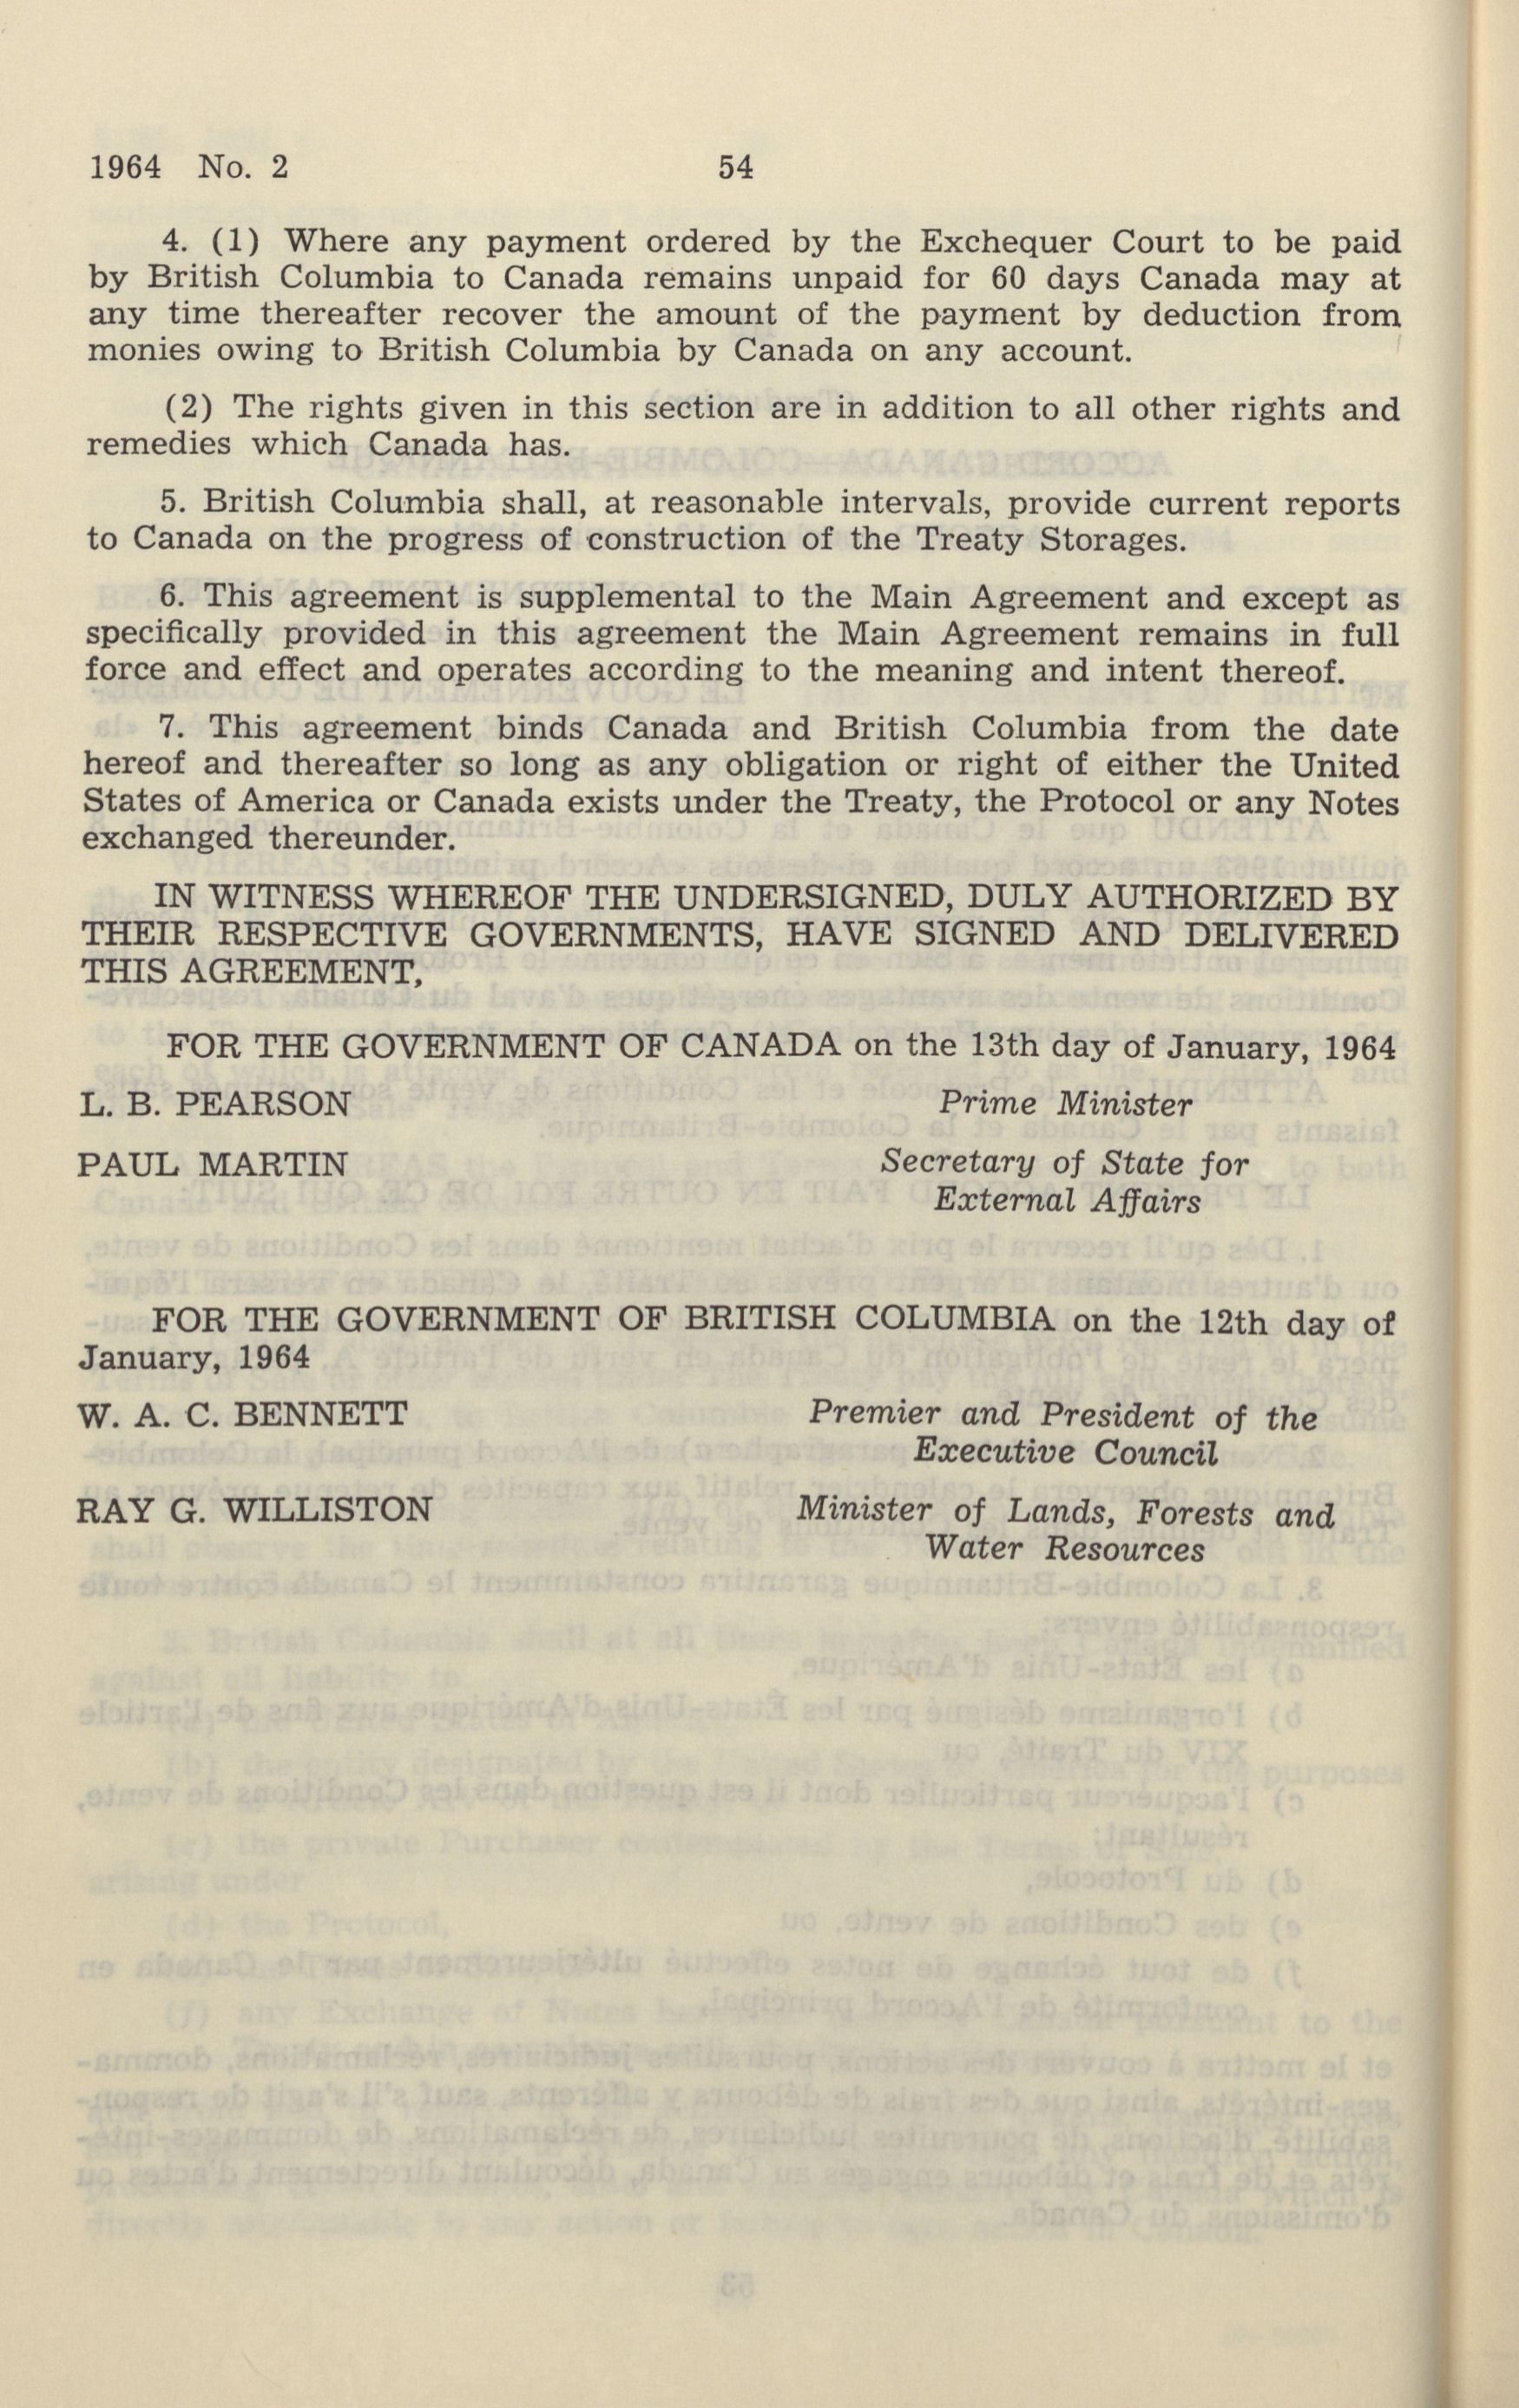 1964 No. 2
54
4. (1) Where any payment ordered by the Exchequer Court to be paid
by British Columbia to Canada remains unpaid for 60 days Canada may at
any time thereafter recover the amount of the payment by deduction from
monies owing to British Columbia by Canada on any account.
(2) The rights given in this section are in addition to all other rights and
remedies which Canada has.
5. British Columbia shall, at reasonable intervals, provide current reports
to Canada on the progress of construction of the Treaty Storages.
6. This agreement is supplemental to the Main Agreement and except as
specifically provided in this agreement the Main Agreement remains in full
force and effect and operates according to the meaning and intent thereof.
7. This agreement binds Canada and British Columbia from the date
hereof and thereafter so long as any obligation or right of either the United
States of America or Canada exists under the Treaty, the Protocol or any Notes
exchanged thereunder.
IN WITNESS WHEREOF THE UNDERSIGNED, DULY AUTHORIZED BY
THEIR RESPECTIVE GOVERNMENTS, HAVE SIGNED AND DELIVERED
THIS AGREEMENT,
FOR THE GOVERNMENT OF CANADA on the 13th day of January, 1964
L. B. PEARSON Prime Minister
PAUL MARTIN Secretary of State for
External Affairs
FOR THE GOVERNMENT OF BRITISH COLUMBIA on the 12th day of
January, 1964
W. A. C. BENNETT Premier and President of the
Executive Council
RAY G. WILLISTON Minister of Lands, Forests and
Water Resources